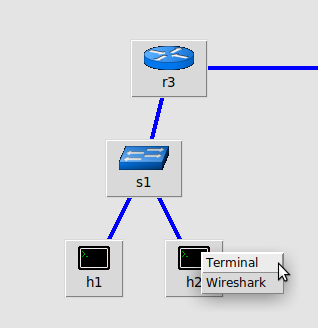 r3
s1
h1
h2
Terminal
Wireshark